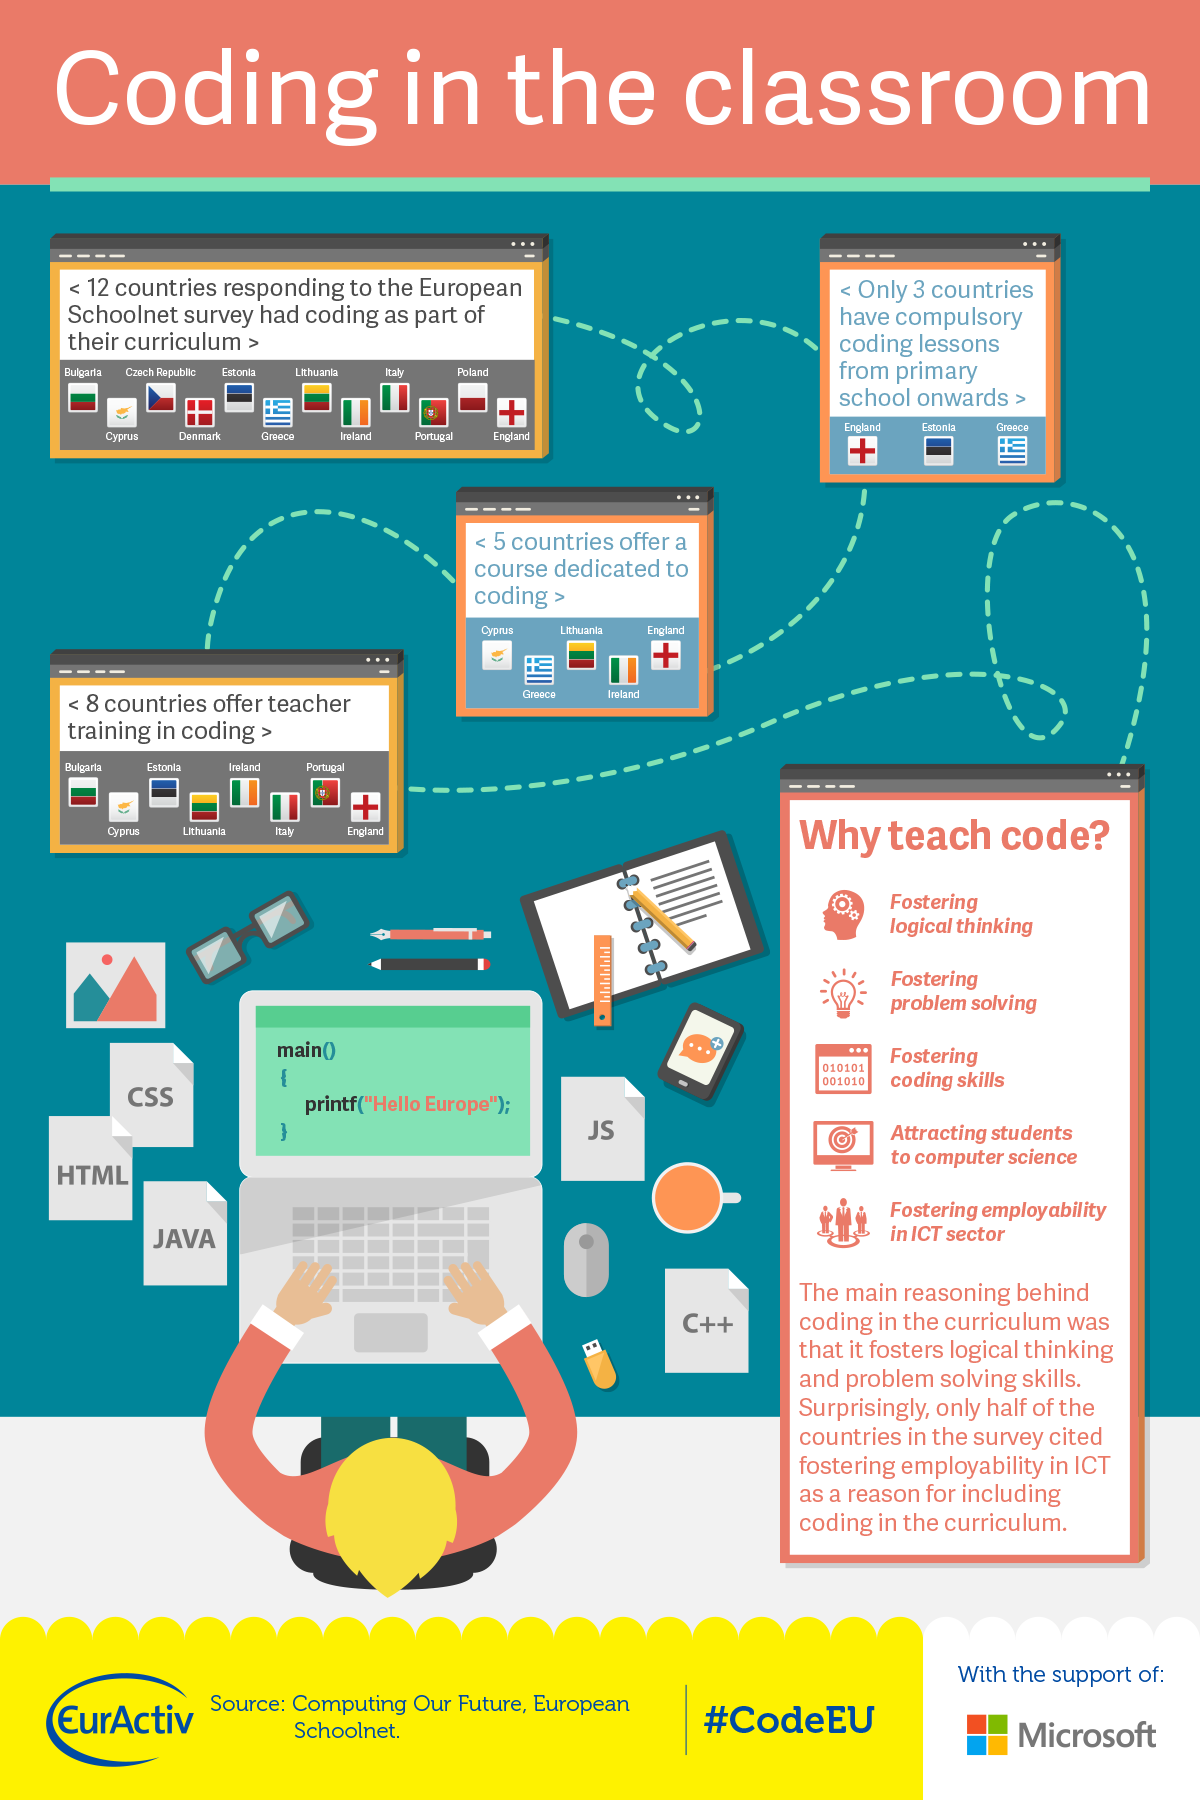 Coding in the classroom
< 12 countries responding to the European
Schoolnet survey had coding as part of
their curriculum >
Bulgaria
Czech Republic
Estonia
Lithuania
Italy
Poland
Cyprus
Denmark
Greece
Ireland
Portugal
England
< Only 3 countries
have compulsory
coding lessons
from primary
school onwards >
England
Estonia
Greece
< 5 countries offer a
course dedicated to
coding >
Cyprus
Lithuania
England
Greece
Ireland
< 8 countries offer teacher
training in coding >
Bulgaria
Estonia
Ireland
Portugal
Cyprus
Lithuania
Italy
England
Why teach code?
Fostering
logical thinking
Fostering
problem solving
010101
001010
Fostering
coding skills
Attracting students
to computer science
Fostering employability
in ICT sector
The main reasoning behind
coding in the curriculum was
that it fosters logical thinking
and problem solving skills.
Surprisingly, only half of the
countries in the survey cited
fostering employability in ICT
as a reason for including
coding in the curriculum.
main()
{
printf("Hello Europe");
}
CSS
HTML
JAVA
JS
C++
EurActiv
Source: Computing Our Future, European
Schoolnet.
#CodeEU
With the support of:
Microsoft